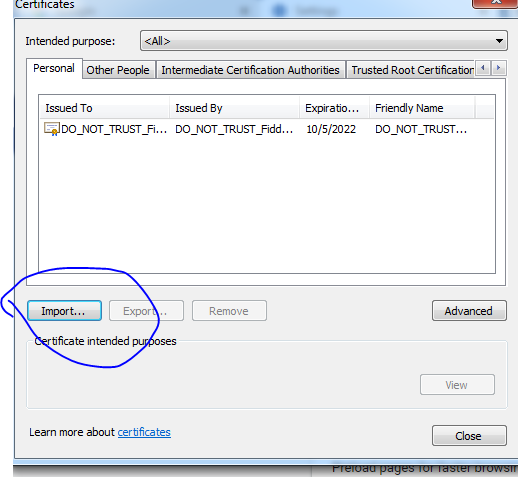 Certificates
Intended purpose: <All>
Personal Other People Intermediate Certification Authorities Trusted Root Certification
Issued To Issued By Expiratio... Friendly Name
DO_NOT_TRUST_Fi... DO_NOT_TRUST_Fidd... 10/5/2022 DO_NOT_TRUST...
Import... Export... Remove Advanced
Certificate intended purposes
View
Learn more about certificates
Close
Preload pages for faster browsin